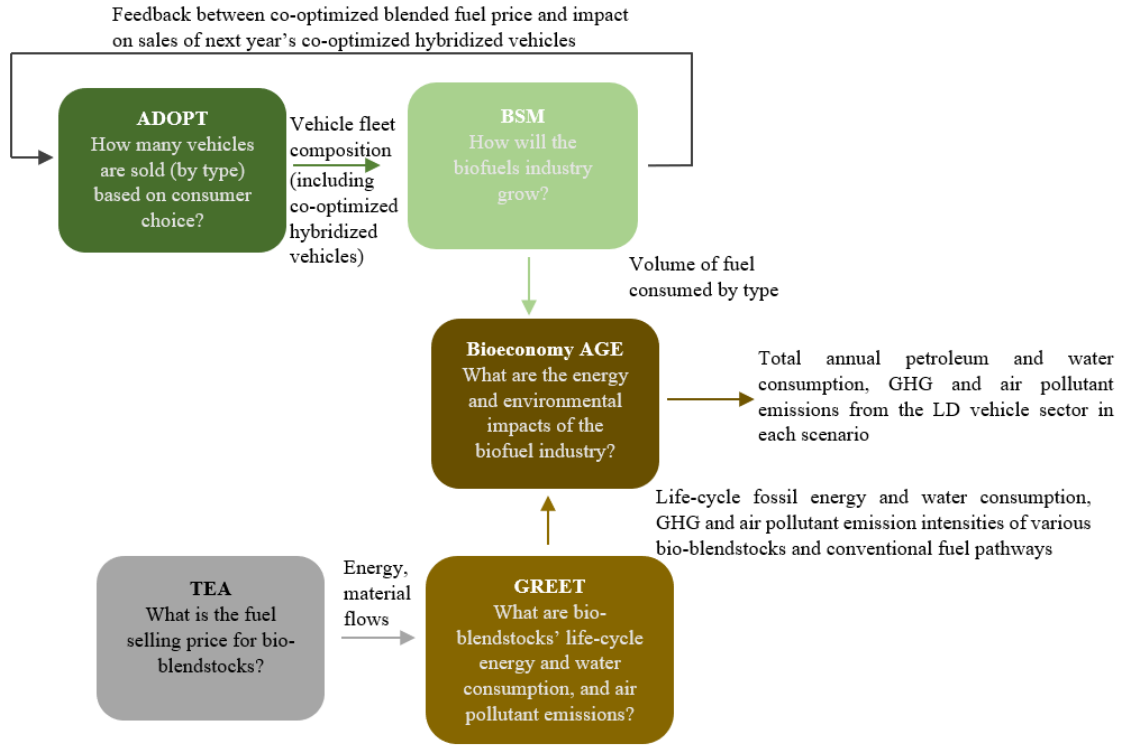 Feedback between co-optimized blended fuel price and impact
on sales of next year's co-optimized hybridized vehicles
ADOPT
How many vehicles
are sold (by type)
based on consumer
choice?
Vehicle fleet
composition
(including
co-optimized
hybridized
vehicles)
BSM
How will the
biofuels industry
grow?
Volume of fuel
consumed by type
Bioeconomy AGE
What are the energy
and environmental
impacts of the
biofuel industry?
Total annual petroleum and water
consumption, GHG and air pollutant
emissions from the LD vehicle sector in
each scenario
Life-cycle fossil energy and water consumption,
GHG and air pollutant emission intensities of various
bio-blendstocks and conventional fuel pathways
TEA
What is the fuel
selling price for bio-
blendstocks?
Energy,
material
flows
GREET
What are bio-
blendstocks' life-cycle
energy and water
consumption, and air
pollutant emissions?